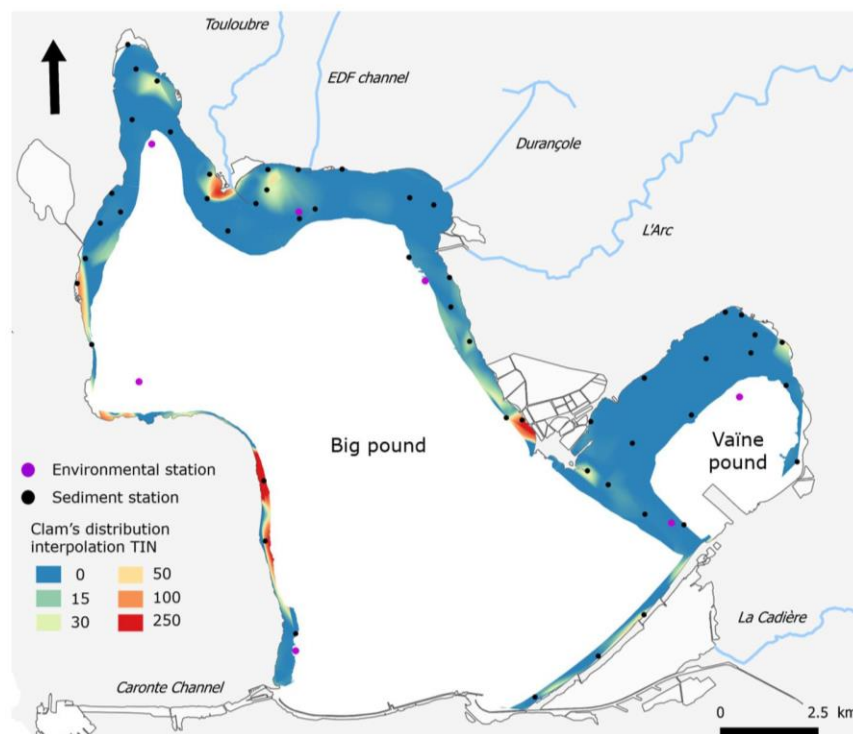 Touloubre
EDF channel
Durançole
L'Arc
Big pound
Vaïne
pound
Environmental station
Sediment station
Clam's distribution
interpolation TIN
0 50
15 100
30 250
La Cadière
Caronte Channel
0 2.5 km